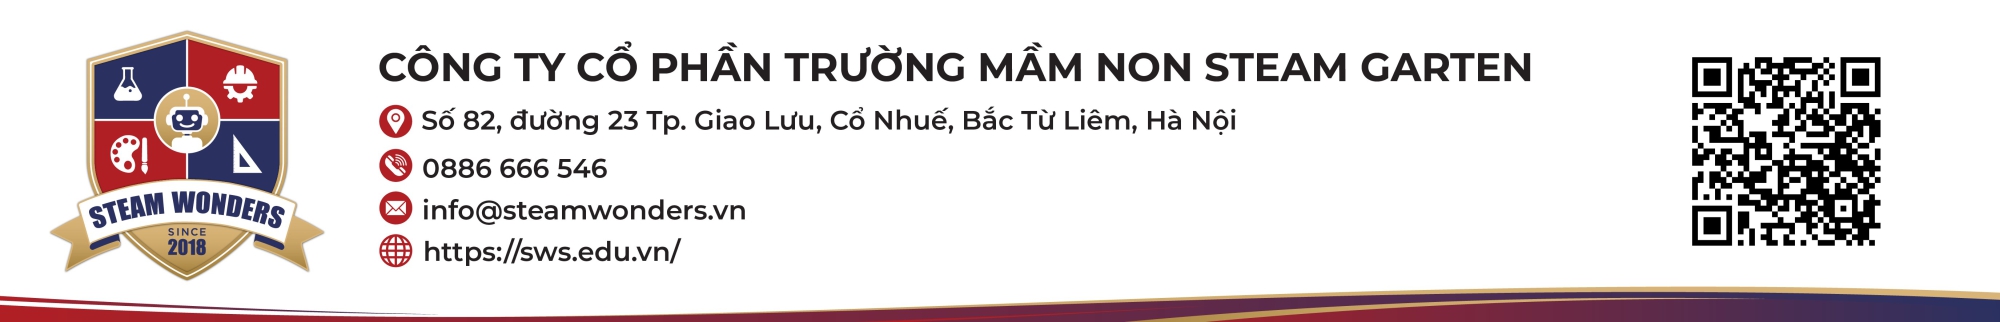 CÔNG TY CỔ PHẦN TRƯỜNG MẦM NON STEAM GARTEN
Số 82, đường 23 Tp. Giao Lưu, Cổ Nhuế, Bắc Từ Liêm, Hà Nội
0886 666 546
info@steamwonders.vn
https://sws.edu.vn/
STEAM WONDERS
SINCE
2018